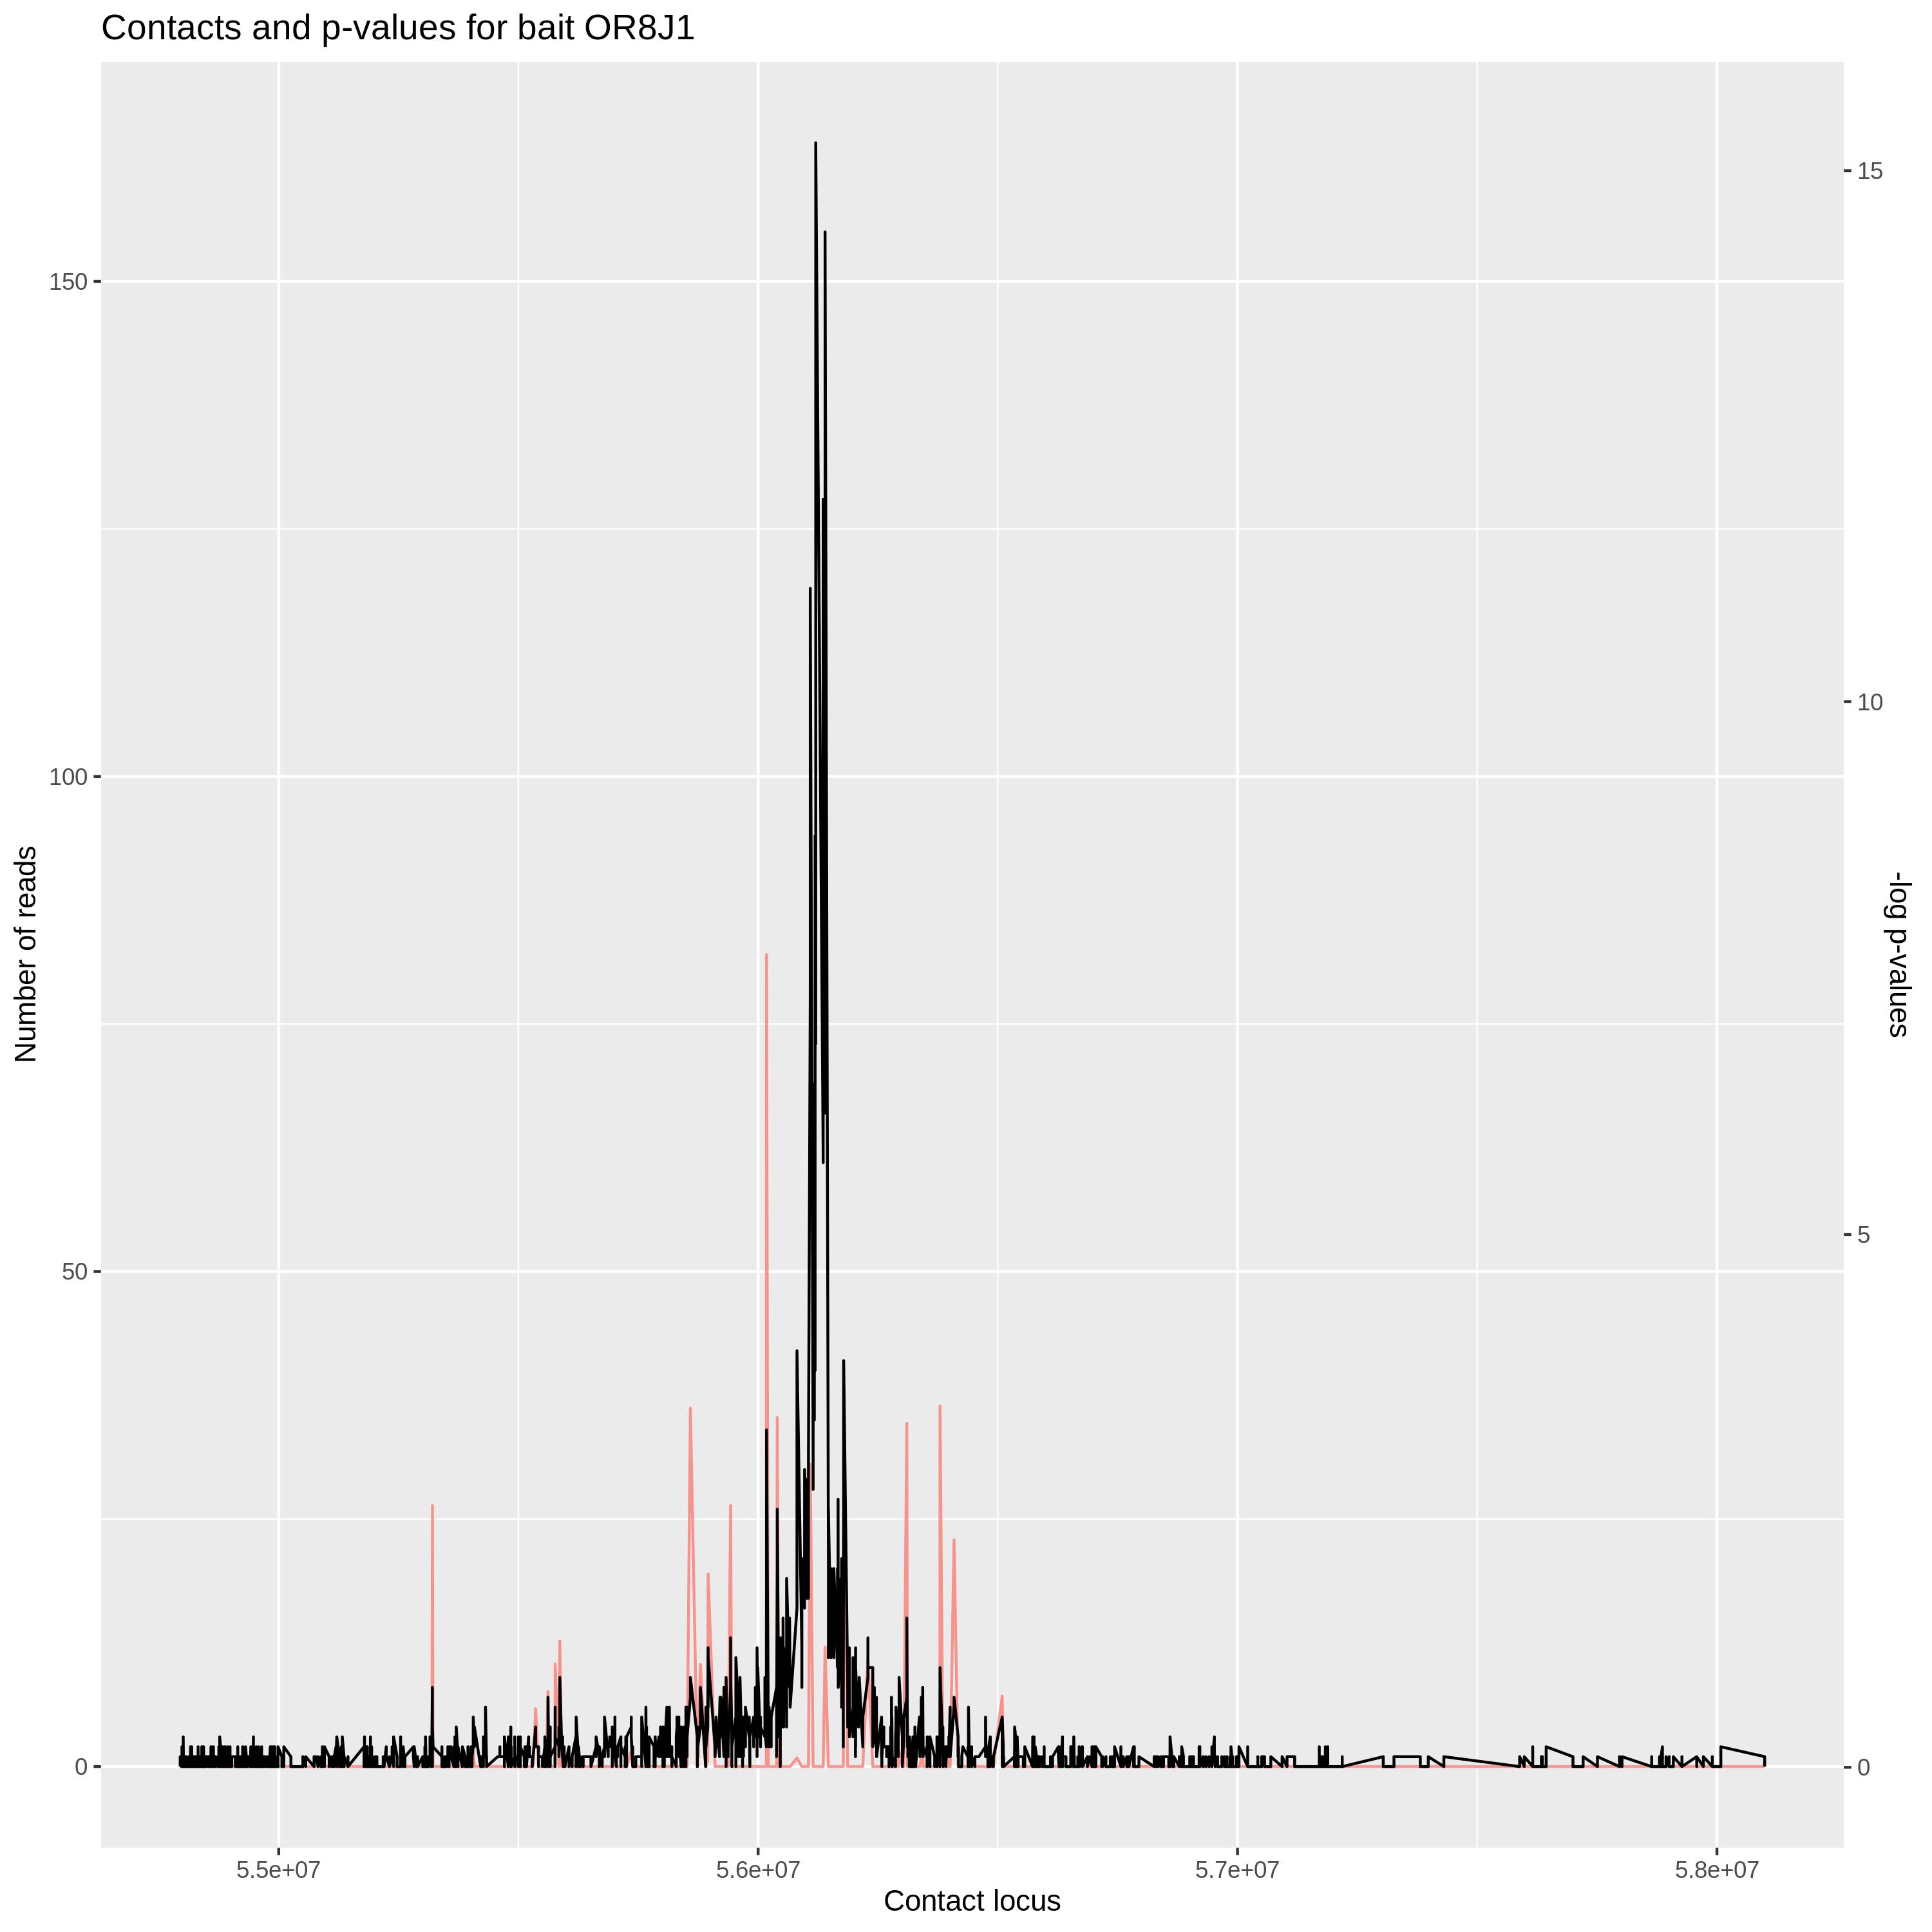 Contacts and p-values for bait OR8J1
150
100
50
0
Number of reads
15
10
5
0
-log p-values
5.5e+07
5.6e+07
5.7e+07
5.8e+07
Contact locus